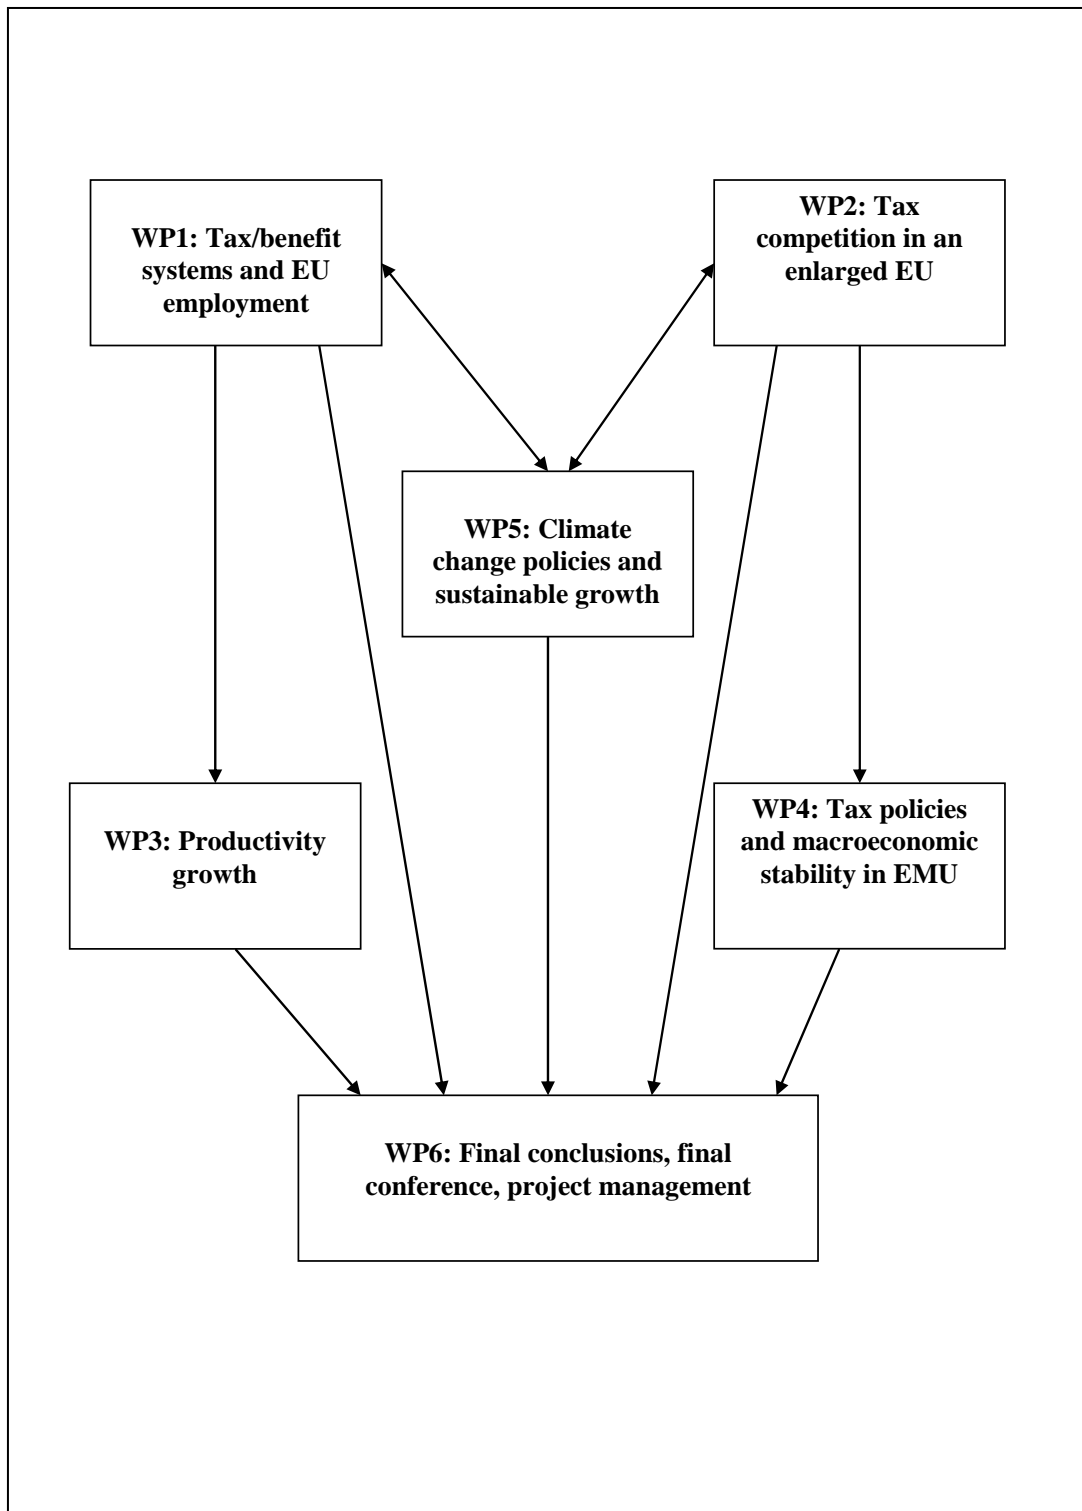 WP1: Tax/benefit
systems and EU
employment
WP2: Tax
competition in an
enlarged EU
WP5: Climate
change policies and
sustainable growth
WP3: Productivity
growth
WP4: Tax policies
and macroeconomic
stability in EMU
WP6: Final conclusions, final
conference, project management